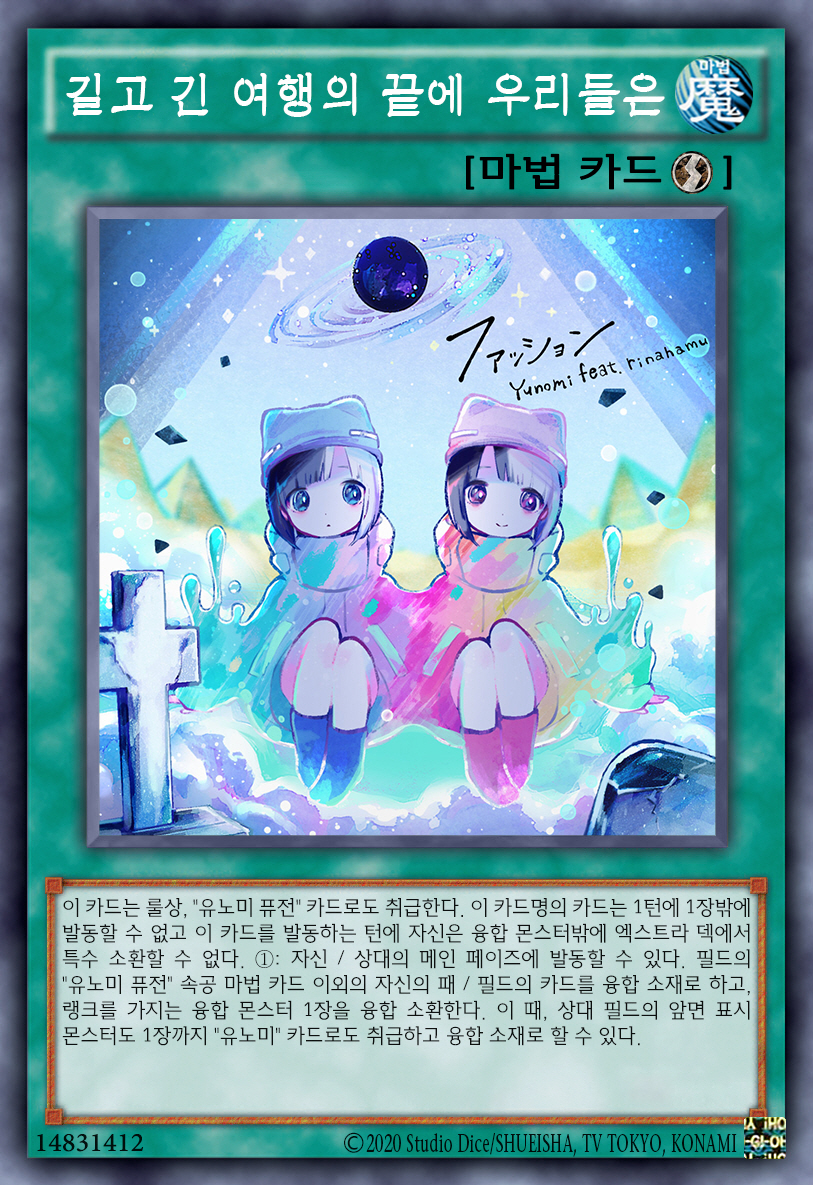 길고 긴 여행의 끝에 우리들은
마법
魔
[마법 카드]
ファッション
Yunomi feat. rinahamu
이 카드는 룰상, "유노미 퓨전" 카드로도 취급한다. 이 카드명의 카드는 1턴에 1장밖에
발동할 수 없고 이 카드를 발동하는 턴에 자신은 융합 몬스터밖에 엑스트라 덱에서
특수 소환할 수 없다. ①: 자신 / 상대의 메인 페이즈에 발동할 수 있다. 필드의
"유노미 퓨전" 속공 마법 카드 이외의 자신의 패 / 필드의 카드를 융합 소재로 하고,
랭크를 가지는 융합 몬스터 1장을 융합 소환한다. 이 때, 상대 필드의 앞면 표시
몬스터도 1장까지 "유노미" 카드로도 취급하고 융합 소재로 할 수 있다.
14831412
©2020 Studio Dice/SHUEISHA, TV TOKYO, KONAMI